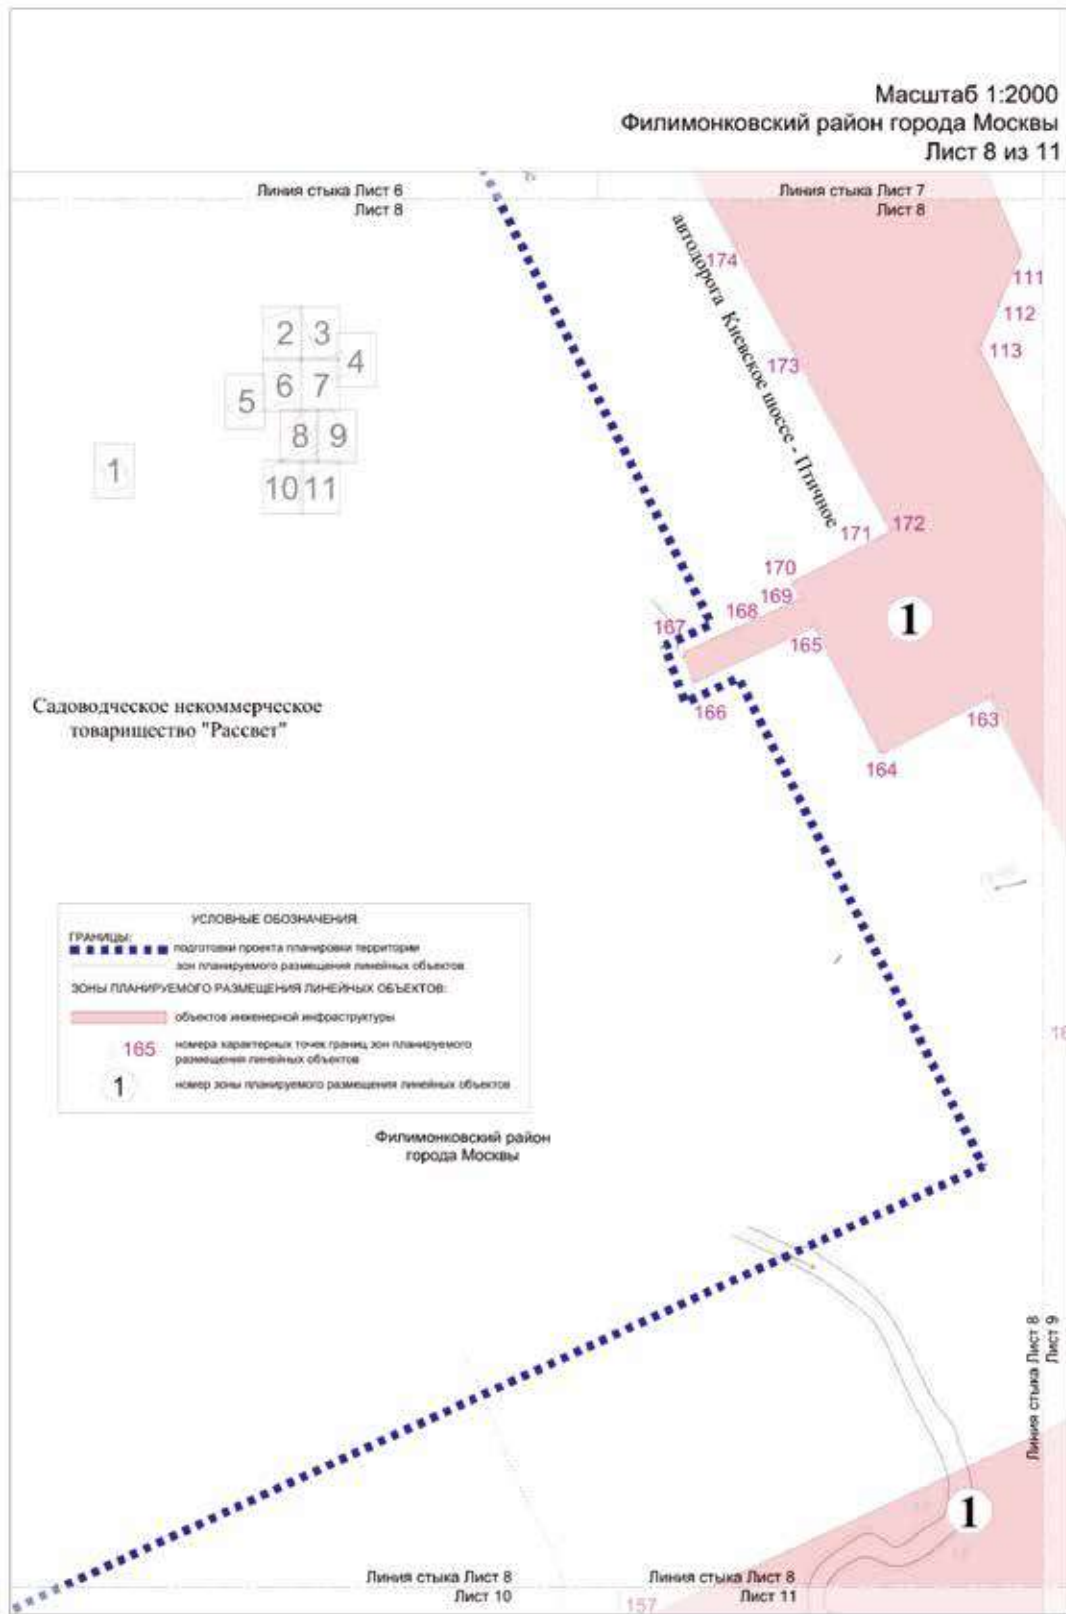 Масштаб 1:2000
Филимонковский район города Москвы
Лист 8 из 11
Линия стыка Лист 6
Лист 8
Линия стыка Лист 7
Лист 8
автодорога Киевское шоссе - Птичное
174
111
112
113
173
2 3
4
5
6 7
8 9
1
10 11
172
171
170
169
168
167
165
1
166
163
164
Садоводческое некоммерческое
товарищество "Рассвет"
УСЛОВНЫЕ ОБОЗНАЧЕНИЯ
ГРАНИЦЫ:
подготовки проекта планировки территории
зон планируемого размещения линейных объектов
ЗОНЫ ПЛАНИРУЕМОГО РАЗМЕЩЕНИЯ ЛИНЕЙНЫХ ОБЪЕКТОВ:
объектов инженерной инфраструктуры
165
номера характерных точек границ зон планируемого
размещения линейных объектов
1
номер зоны планируемого размещения линейных объектов
Филимонковский район
города Москвы
Линия стыка Лист 8
Лист 9
1
Линия стыка Лист 8
Лист 10
Линия стыка Лист 8
Лист 11
157